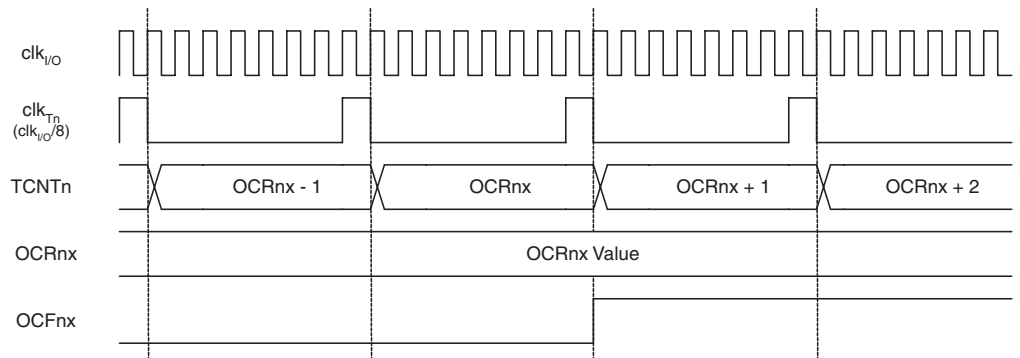 clkI/O
clkTn
(clkI/O/8)
TCNTn OCRnx - 1 OCRnx OCRnx + 1 OCRnx + 2
OCRnx OCRnx Value
OCFnx